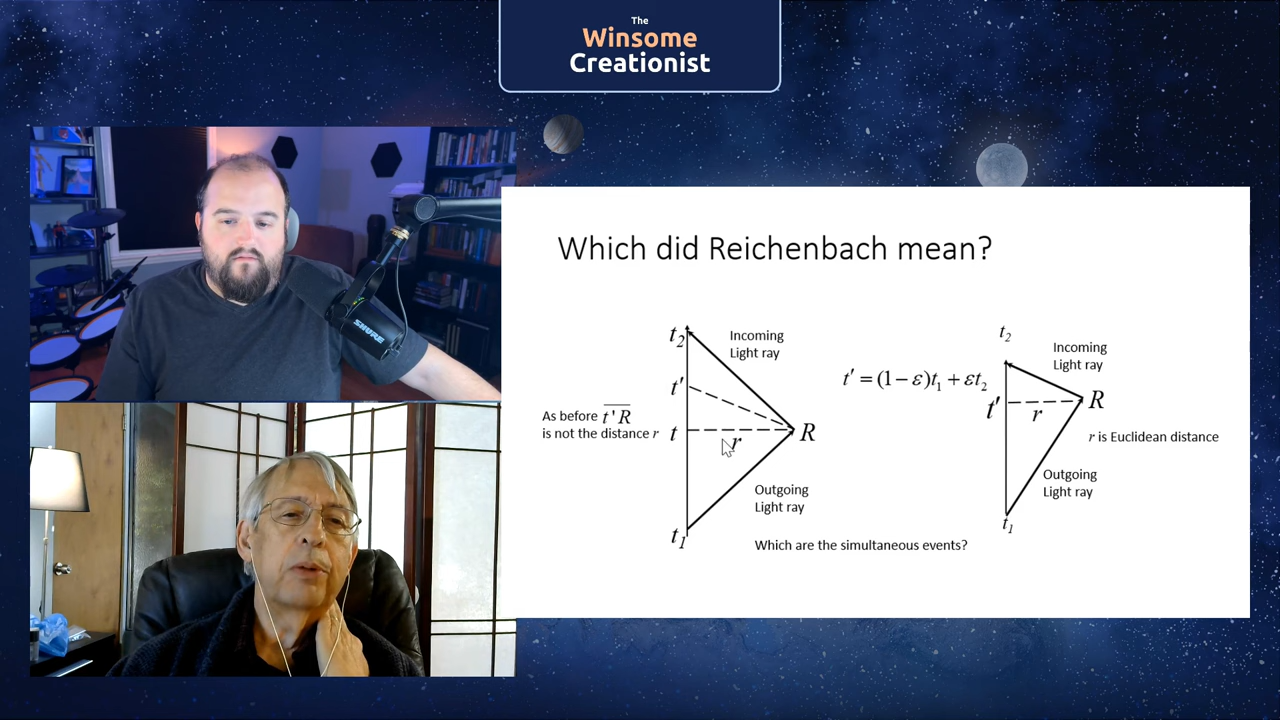 The
Winsome
Creationist
Which did Reichenbach mean?
t₂
Incoming
Light ray
t'
As before t'R
is not the distance r
t
r
R
Outgoing
Light ray
t₁
Which are the simultaneous events?
t' = (1 − ε)t₁ + εt₂
t₂
Incoming
Light ray
t'
r
R
r is Euclidean distance
Outgoing
Light ray
t₁
SHURE